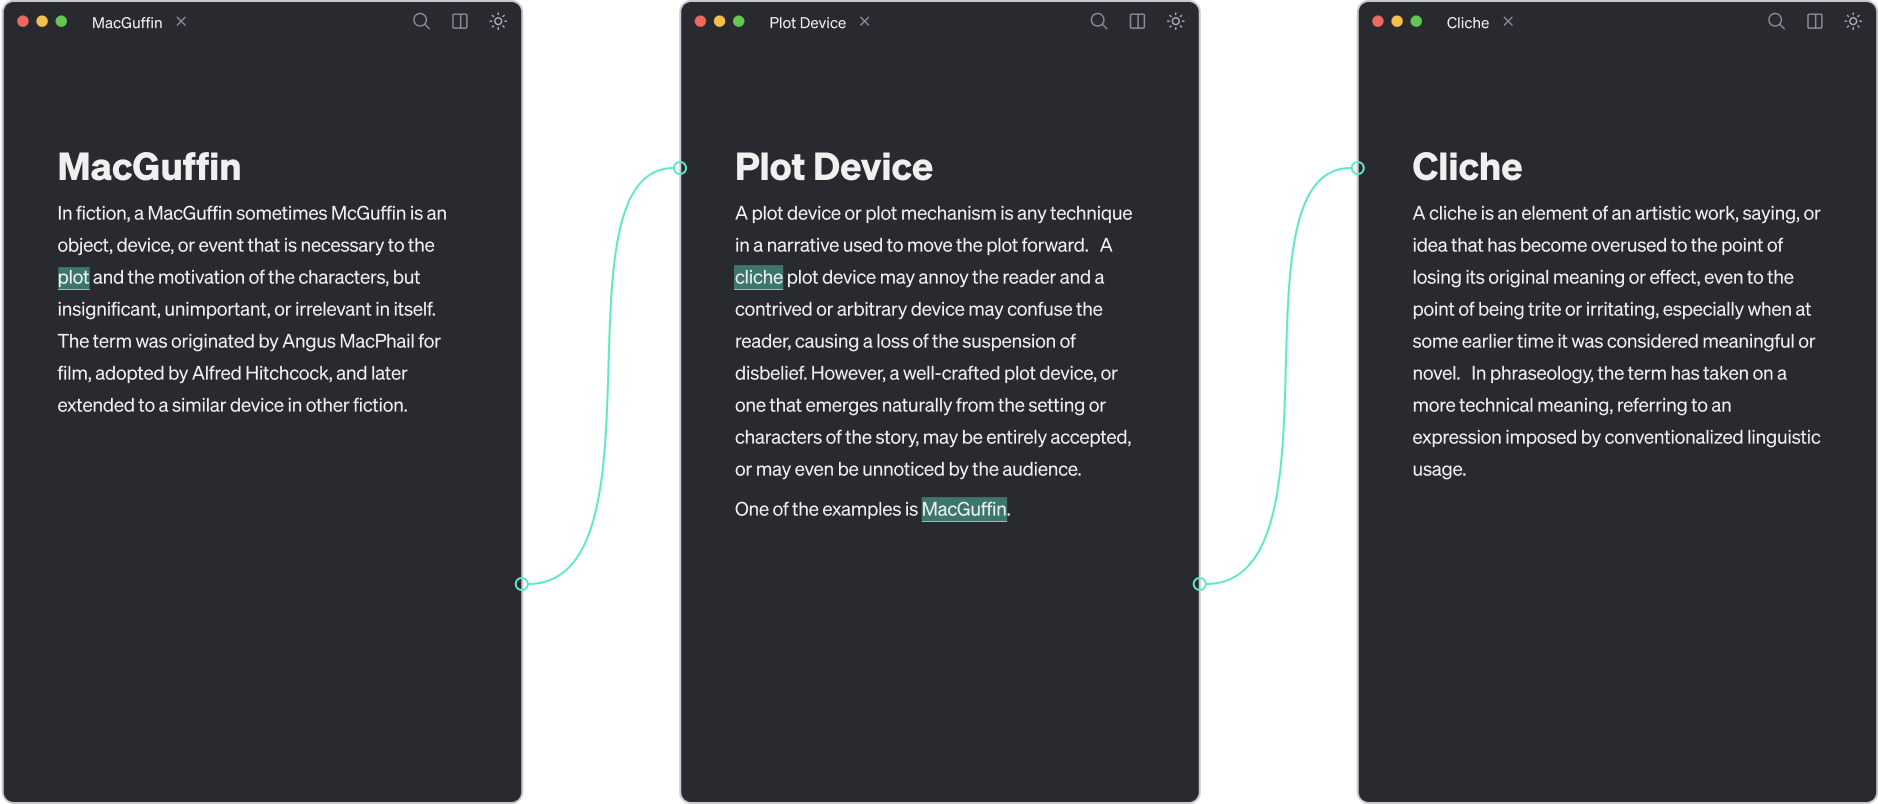 MacGuffin
MacGuffin
In fiction, a MacGuffin sometimes McGuffin is an
object, device, or event that is necessary to the
plot and the motivation of the characters, but
insignificant, unimportant, or irrelevant in itself.
The term was originated by Angus MacPhail for
film, adopted by Alfred Hitchcock, and later
extended to a similar device in other fiction.
Plot Device
Plot Device
A plot device or plot mechanism is any technique
in a narrative used to move the plot forward. A
cliche plot device may annoy the reader and a
contrived or arbitrary device may confuse the
reader, causing a loss of the suspension of
disbelief. However, a well-crafted plot device, or
one that emerges naturally from the setting or
characters of the story, may be entirely accepted,
or may even be unnoticed by the audience.
One of the examples is MacGuffin.
Cliche
Cliche
A cliche is an element of an artistic work, saying, or
idea that has become overused to the point of
losing its original meaning or effect, even to the
point of being trite or irritating, especially when at
some earlier time it was considered meaningful or
novel. In phraseology, the term has taken on a
more technical meaning, referring to an
expression imposed by conventionalized linguistic
usage.